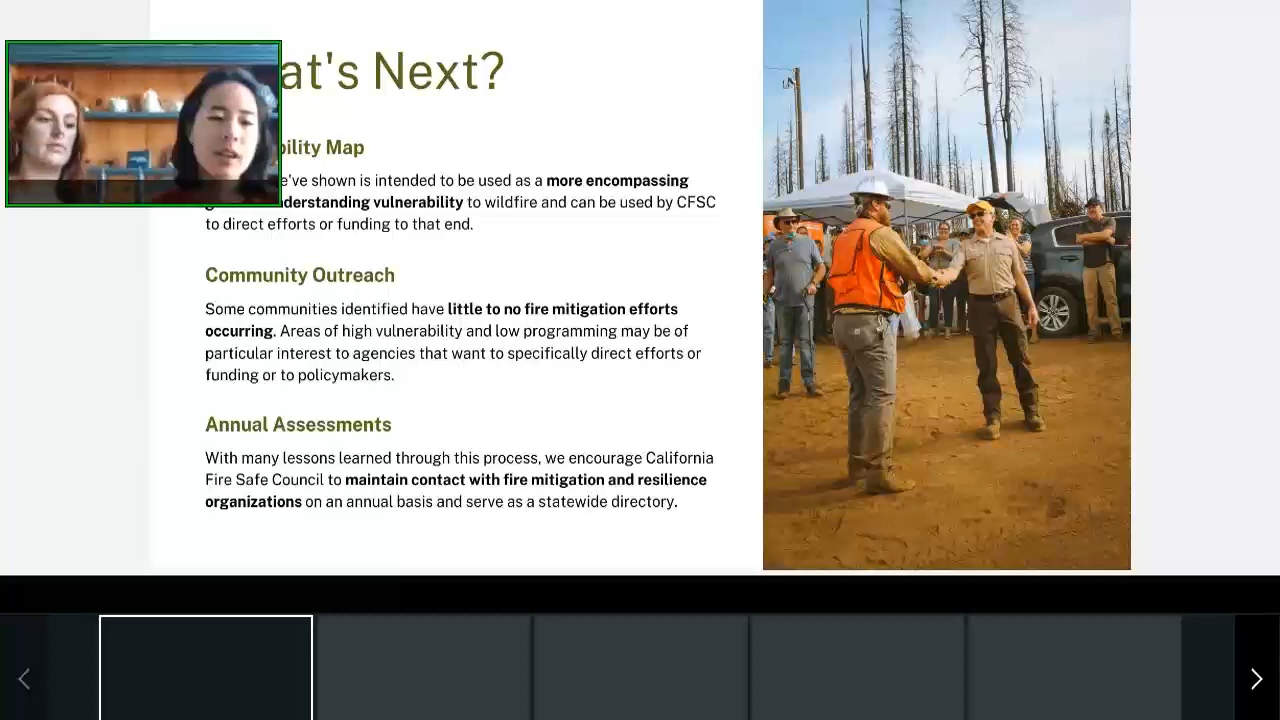 at's Next?
bility Map
e've shown is intended to be used as a more encompassing
nderstanding vulnerability to wildfire and can be used by CFSC
to direct efforts or funding to that end.
Community Outreach
Some communities identified have little to no fire mitigation efforts
occurring. Areas of high vulnerability and low programming may be of
particular interest to agencies that want to specifically direct efforts or
funding or to policymakers.
Annual Assessments
With many lessons learned through this process, we encourage California
Fire Safe Council to maintain contact with fire mitigation and resilience
organizations on an annual basis and serve as a statewide directory.